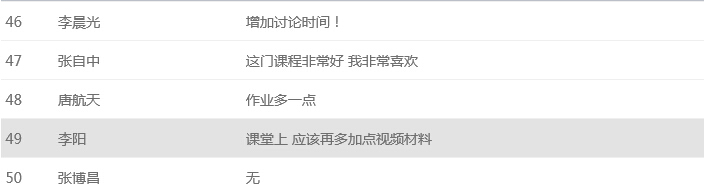 46 李晨光 增加讨论时间！
47 张自中 这门课程非常好 我非常喜欢
48 唐航天 作业多一点
49 李阳 课堂上 应该再多加点视频材料
50 张博昌 无